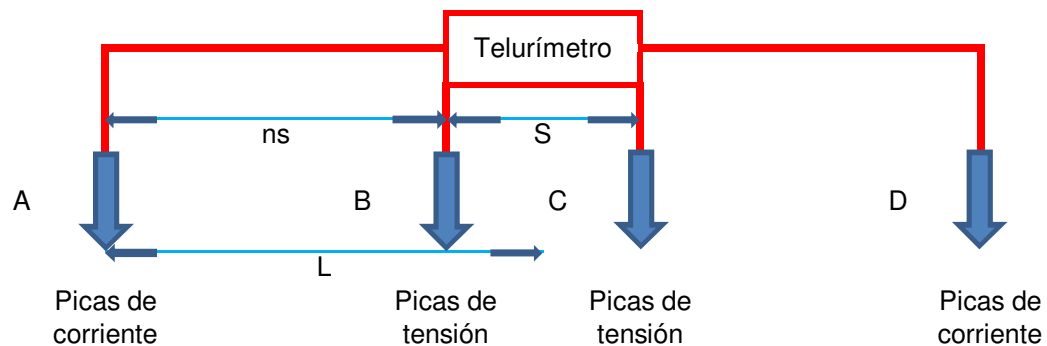 Telurímetro
ns
S
A
B
C
D
L
Picas de
corriente
Picas de
tensión
Picas de
tensión
Picas de
corriente